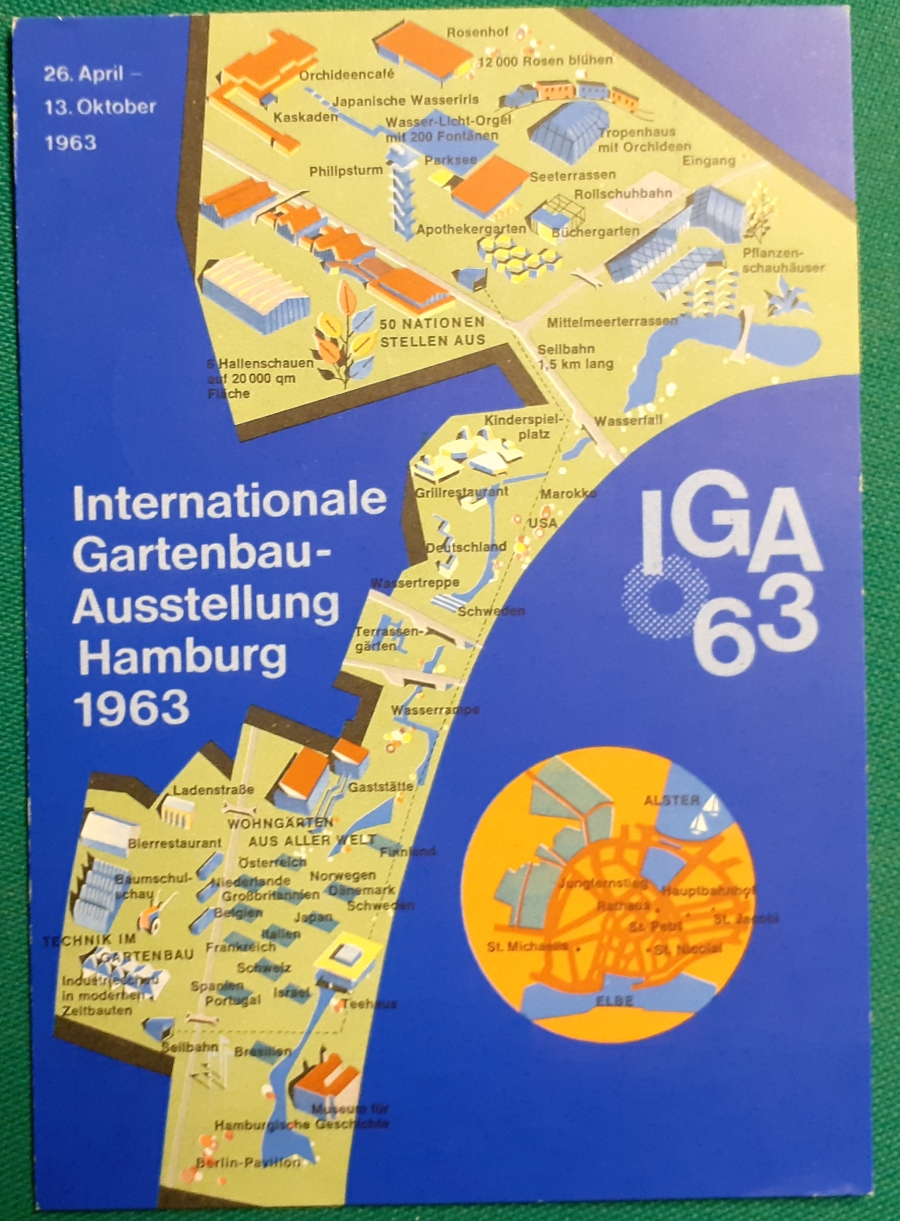 26. April –
13. Oktober
1963
Rosenhof
12 000 Rosen blühen
Orchideencafé
Japanische Wasseriris
Kaskaden
Wasser-Licht-Orgel
mit 200 Fontänen
Tropenhaus
mit Orchideen
Parksee
Eingang
Philipsturm
Seeterrassen
Rollschuhbahn
Apothekergarten
Büchergarten
Pflanzen-
schauhäuser
50 NATIONEN
STELLEN AUS
Mittelmeerterrassen
Seilbahn
1,5 km lang
6 Hallenschauen
auf 20 000 qm
Fläche
Kinderspiel-
platz
Wasserfall
Grillrestaurant
Marokko
USA
Deutschland
Wassertreppe
Schweden
Terrassen-
gärten
Wasserrampe
Internationale
Gartenbau-
Ausstellung
Hamburg
1963
IGA
63
Ladenstraße
Gaststätte
WOHNGÄRTEN
AUS ALLER WELT
Bierrestaurant
Finnland
Österreich
Baumschul-
schau
Niederlande
Norwegen
Großbritannien
Dänemark
Belgien
Schweden
Japan
Italien
TECHNIK IM
GARTENBAU
Frankreich
Schweiz
Industrieschau
in modernen
Zeltbauten
Spanien
Portugal
Israel
Teehaus
Seilbahn
Brasilien
Museum für
Hamburgische Geschichte
Berlin-Pavillon
ALSTER
Jungfernstieg
Hauptbahnhof
Rathaus
St. Jacobi
St. Petri
St. Michaelis
St. Nicolai
ELBE